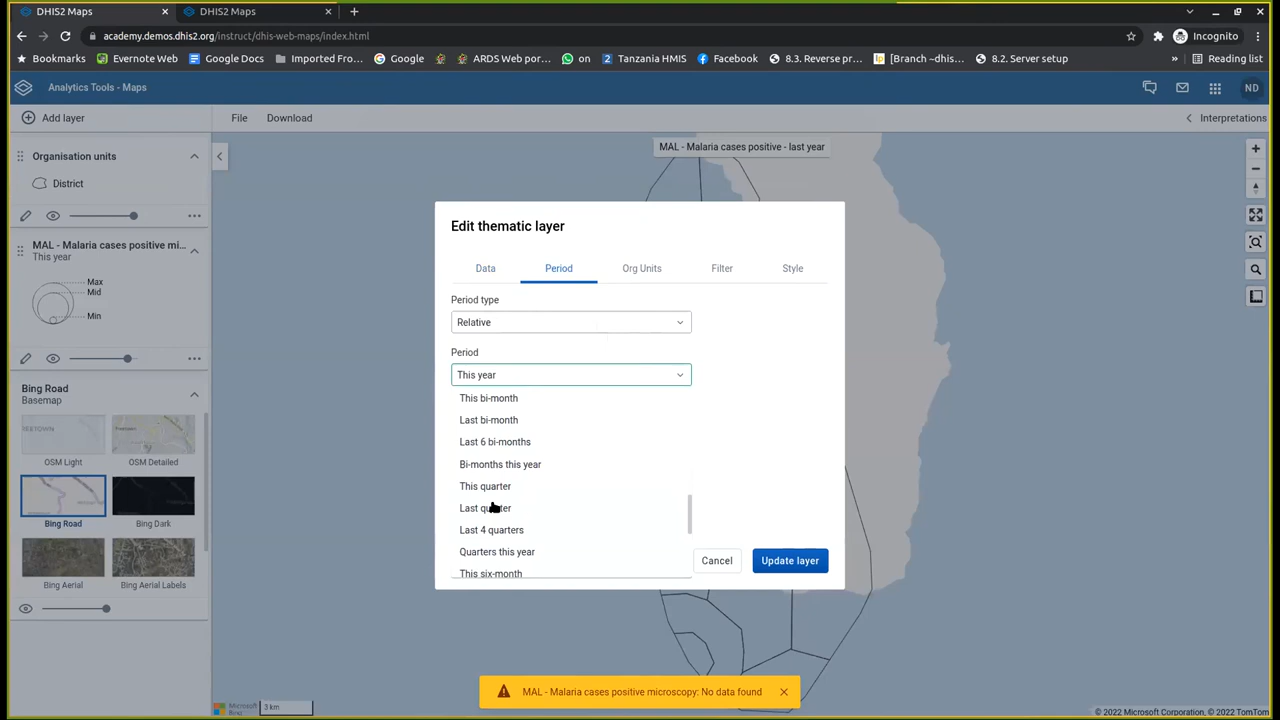 DHIS2 Maps
DHIS2 Maps
academy.demos.dhis2.org/instruct/dhis-web-maps/index.html
Incognito
Bookmarks
Evernote Web
Google Docs
Imported Fro...
Google
ARDS Web por...
on
Tanzania HMIS
Facebook
8.3. Reverse pr...
[Branch ~dhis...
8.2. Server setup
»
Reading list
Analytics Tools - Maps
ND
Add layer
File
Download
Interpretations
Organisation units
District
MAL - Malaria cases positive mi...
This year
Max
Mid
Min
Bing Road
Basemap
OSM Light
OSM Detailed
Bing Road
Bing Dark
Bing Aerial
Bing Aerial Labels
MAL - Malaria cases positive - last year
Edit thematic layer
Data
Period
Org Units
Filter
Style
Period type
Relative
Period
This year
This bi-month
Last bi-month
Last 6 bi-months
Bi-months this year
This quarter
Last quarter
Last 4 quarters
Quarters this year
This six-month
Cancel
Update layer
MAL - Malaria cases positive microscopy: No data found
Microsoft
Bing
3 km
© 2022 Microsoft Corporation, © 2022 TomTom